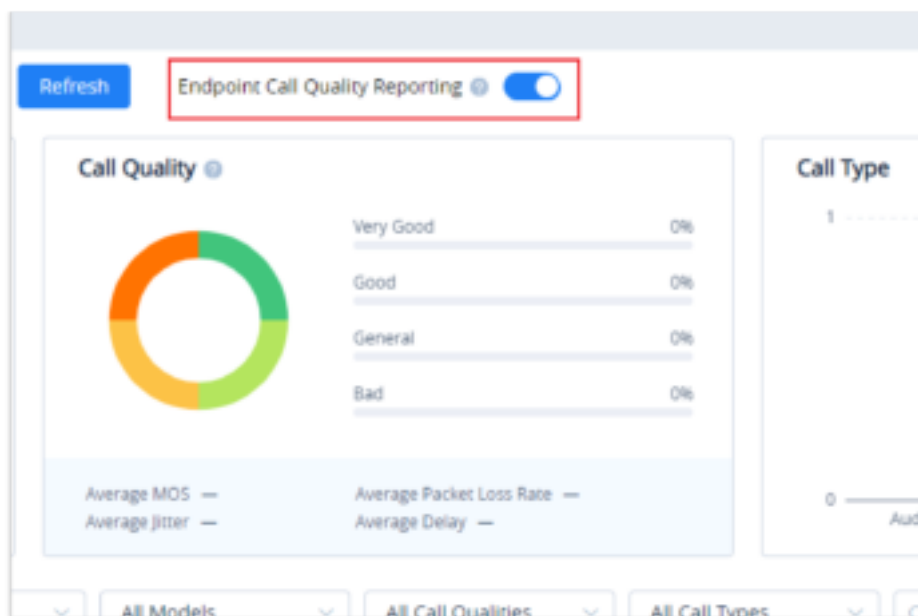 Refresh
Endpoint Call Quality Reporting
Call Quality
Very Good 0%
Good 0%
General 0%
Bad 0%
Average MOS —
Average Packet Loss Rate —
Average Jitter —
Average Delay —
Call Type
1
0
Aud
All Models
All Call Qualities
All Call Types